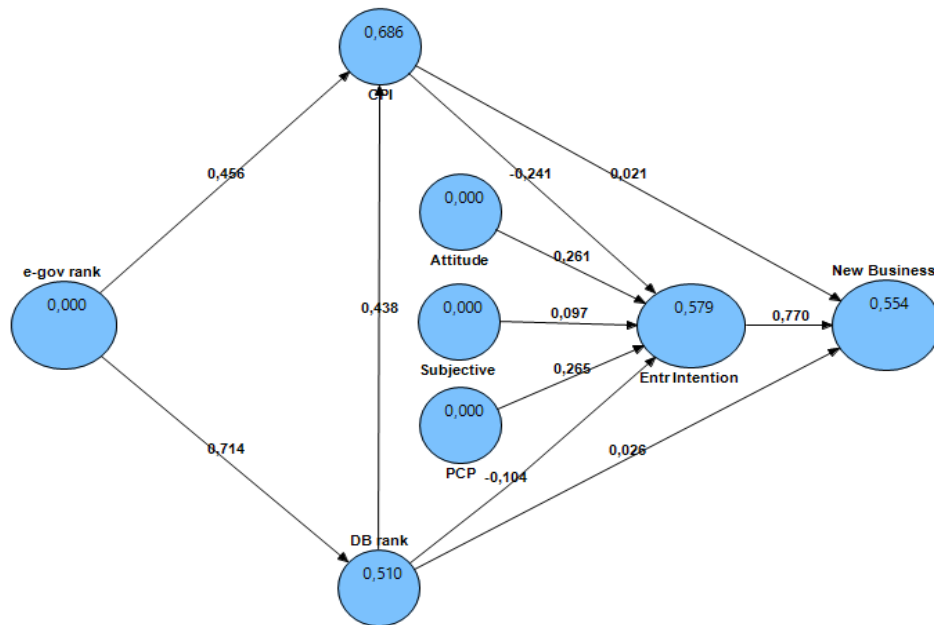 0,686
CPI
0,456
-0,241
0,021
0,000
Attitude
0,261
e-gov rank
0,000
New Business
0,554
0,438
0,000
Subjective
0,097
0,579
Entr Intention
0,770
0,000
PCP
0,265
0,714
-0,104
0,026
DB rank
0,510